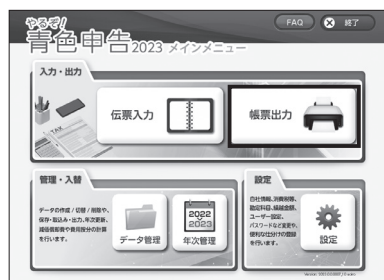 やるぞ!
青色申告2023 メインメニュー
FAQ
終了
入力・出力
TAX
伝票入力
帳票出力
管理・入替
データの作成/切替/削除や、
保存・取込み・出力、年次更新、
減価償却費や費用按分の計算
を行います。
データ管理
2022
2023
年次管理
設定
自社情報、消費税等、
勘定科目、繰越金額、
ユーザー設定、
パスワードなど変更や、
便利な仕分けの登録
を行います。
設定